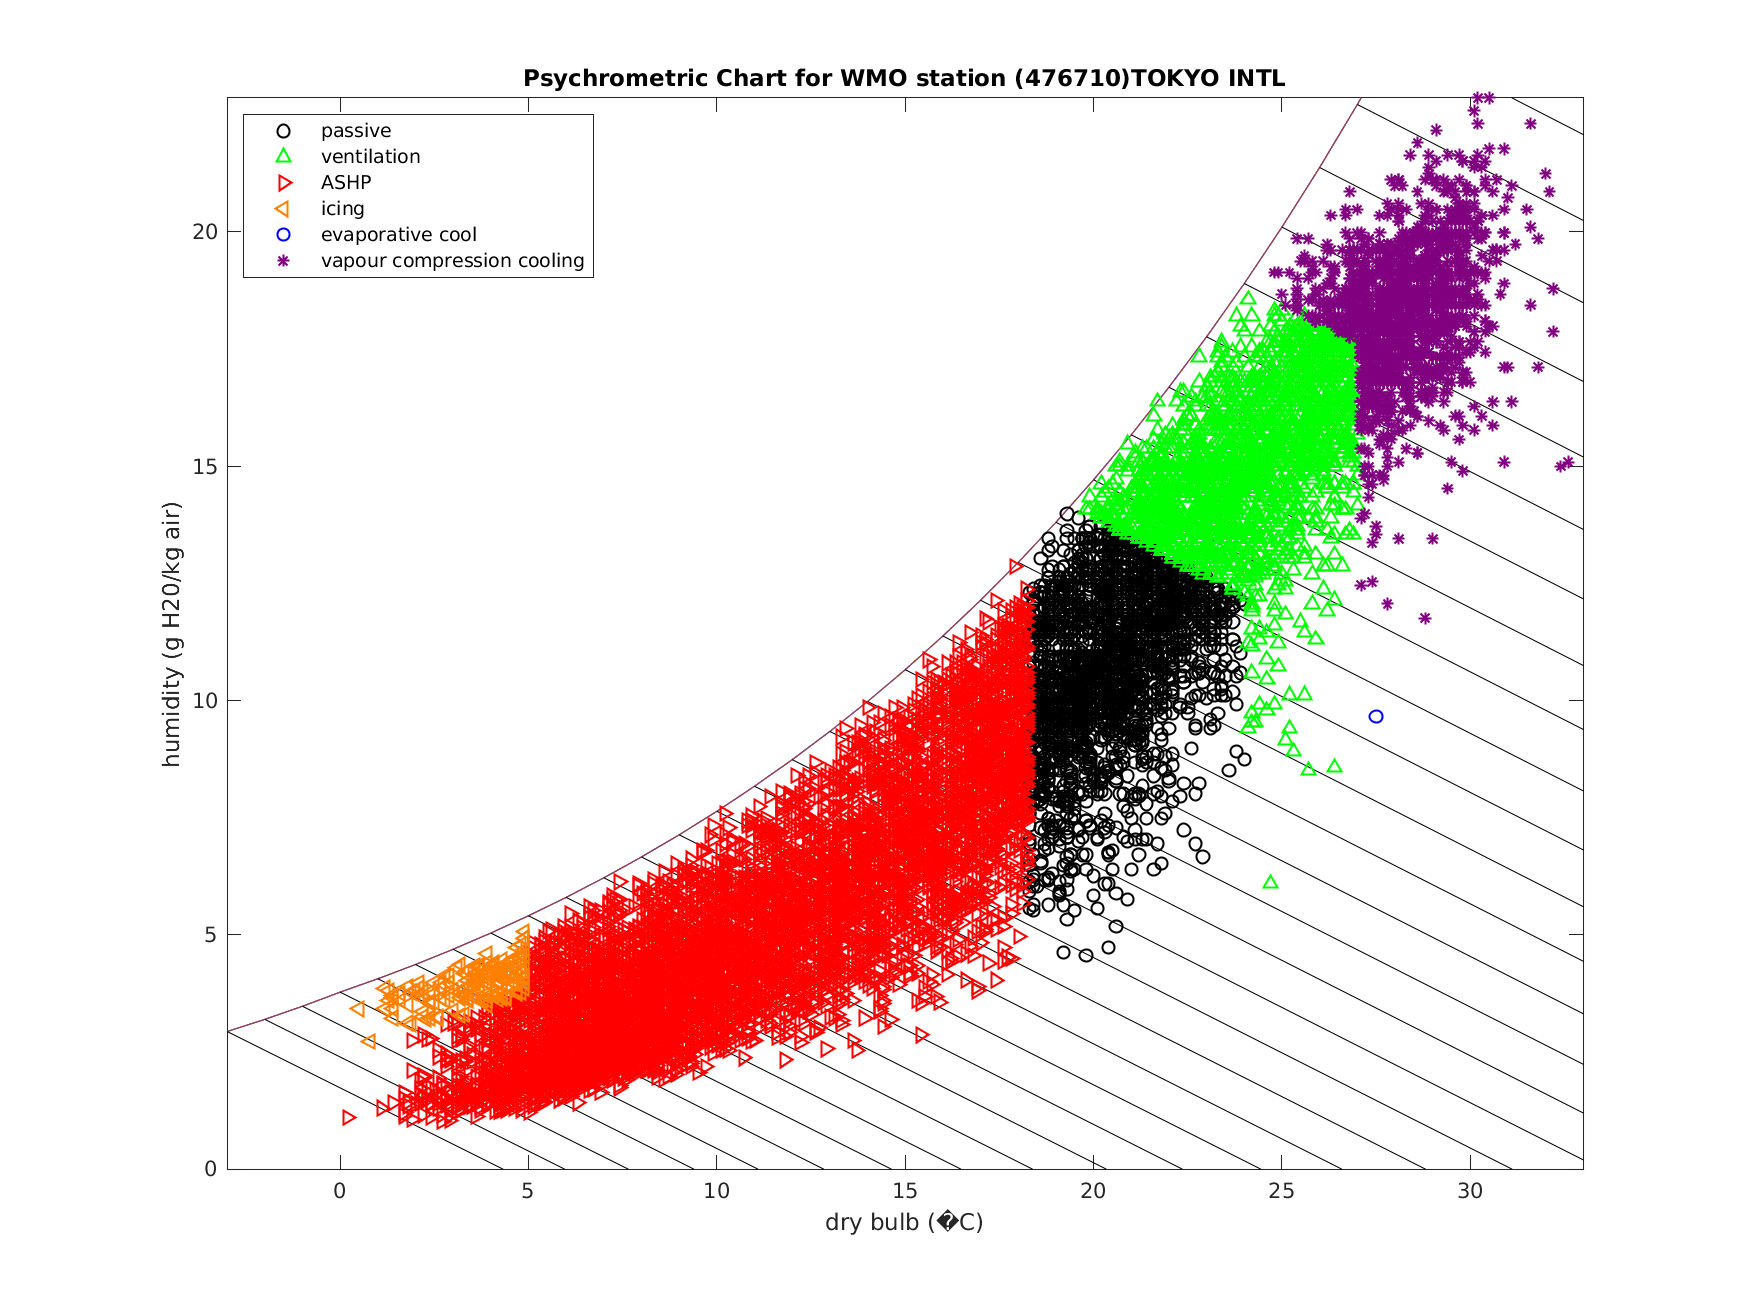 Psychrometric Chart for WMO station (476710)TOKYO INTL
passive
ventilation
ASHP
icing
evaporative cool
vapour compression cooling
humidity (g H20/kg air)
20
15
10
5
0
0 5 10 15 20 25 30
dry bulb (�C)